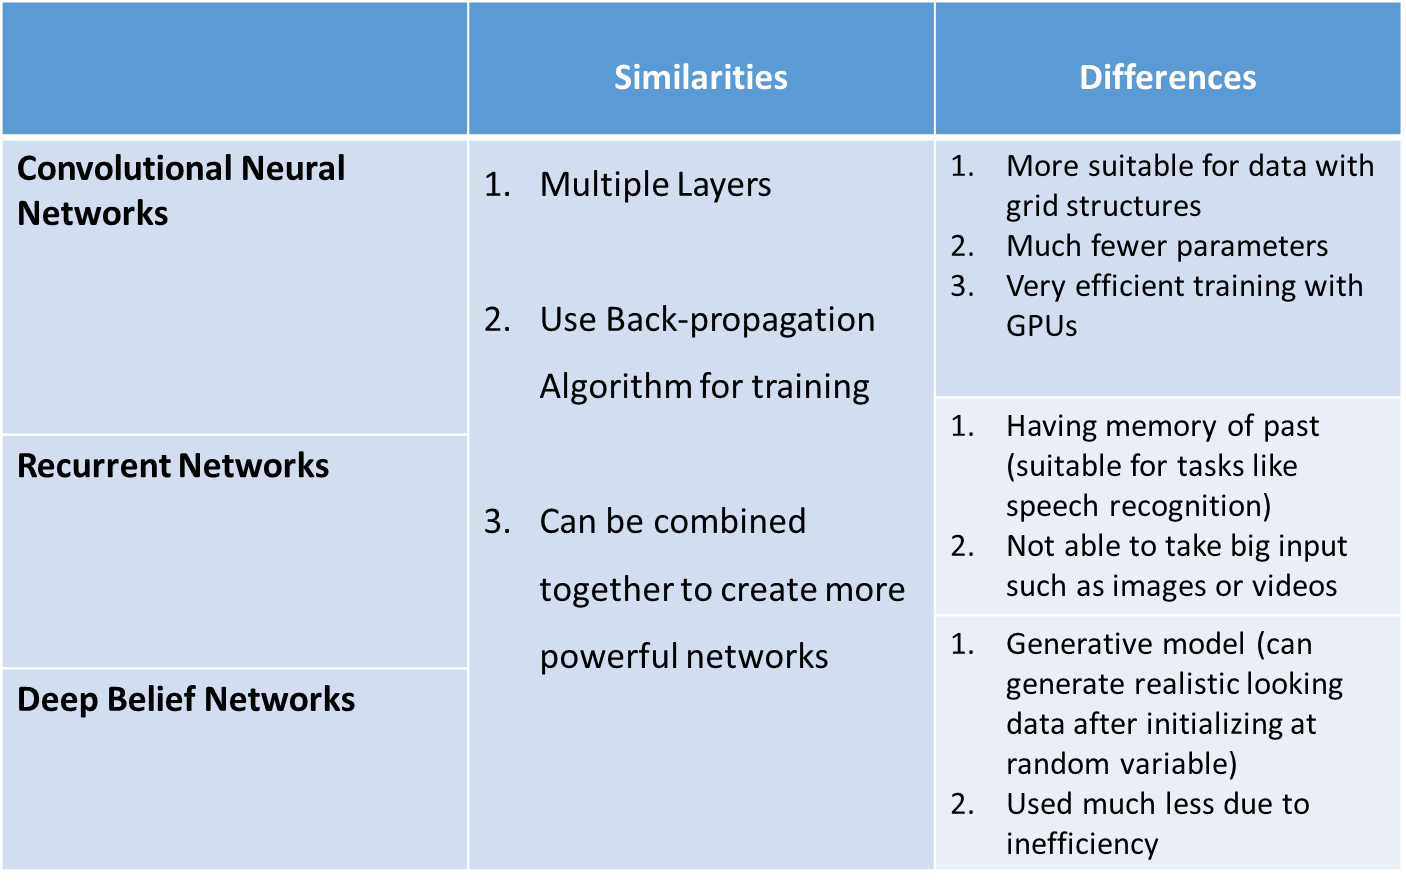 Similarities
Differences
Convolutional Neural
Networks
1. Multiple Layers
2. Use Back-propagation
Algorithm for training
3. Can be combined
together to create more
powerful networks
1. More suitable for data with
grid structures
2. Much fewer parameters
3. Very efficient training with
GPUs
Recurrent Networks
1. Having memory of past
(suitable for tasks like
speech recognition)
2. Not able to take big input
such as images or videos
Deep Belief Networks
1. Generative model (can
generate realistic looking
data after initializing at
random variable)
2. Used much less due to
inefficiency